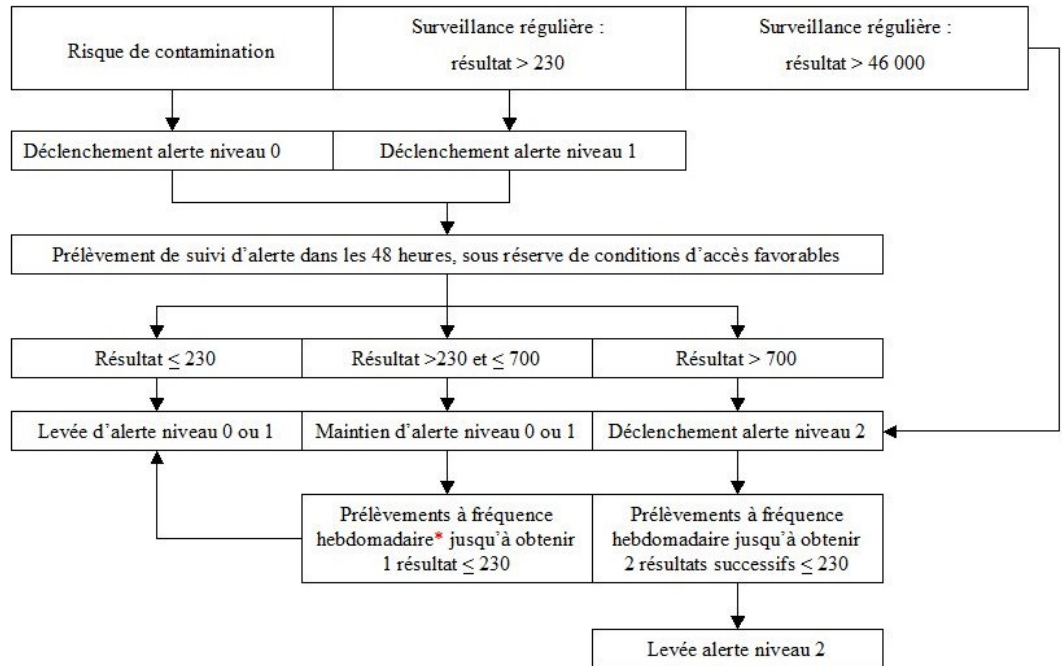 Risque de contamination
Surveillance régulière :
résultat > 230
Surveillance régulière :
résultat > 46 000
Déclenchement alerte niveau 0
Déclenchement alerte niveau 1
Prélèvement de suivi d'alerte dans les 48 heures, sous réserve de conditions d'accès favorables
Résultat ≤ 230
Résultat >230 et ≤ 700
Résultat > 700
Levée d'alerte niveau 0 ou 1
Maintien d'alerte niveau 0 ou 1
Déclenchement alerte niveau 2
Prélèvements à fréquence
hebdomadaire* jusqu'à obtenir
1 résultat ≤ 230
Prélèvements à fréquence
hebdomadaire jusqu'à obtenir
2 résultats successifs ≤ 230
Levée alerte niveau 2